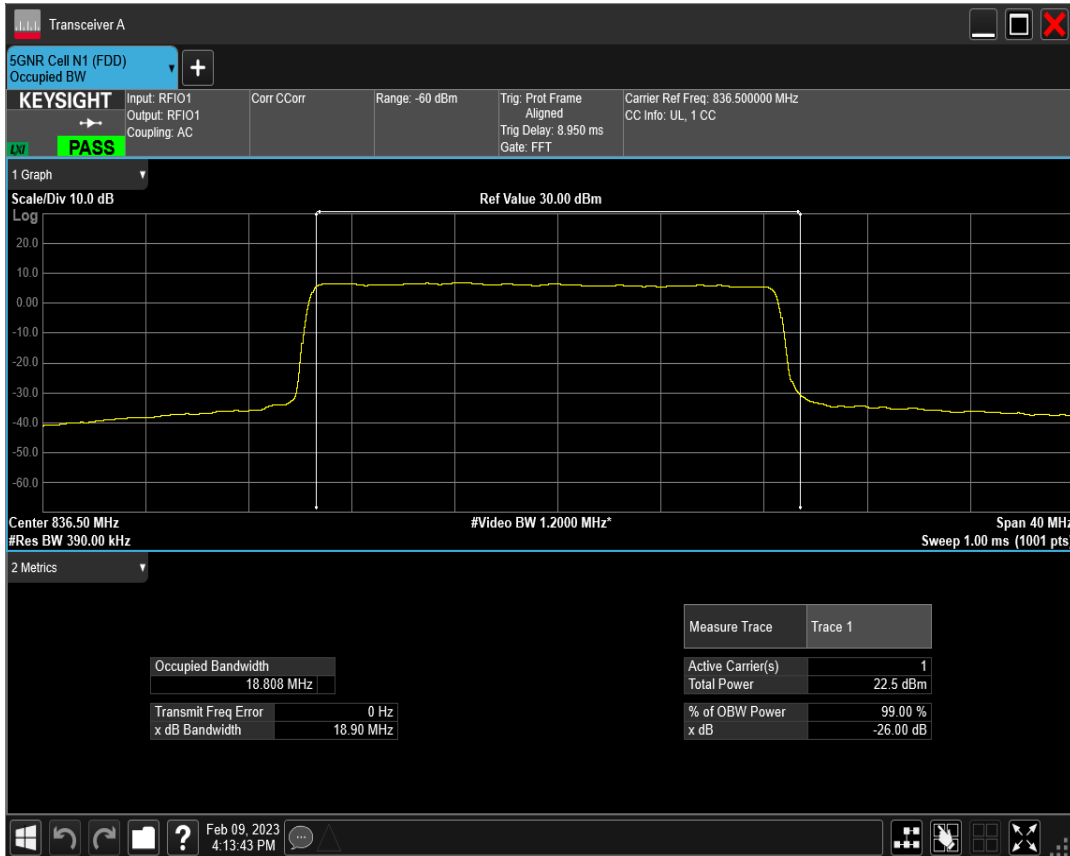 Transceiver A
5GNR Cell N1 (FDD)
Occupied BW
+
KEYSIGHT
LXI
PASS
Input: RFIO1
Output: RFIO1
Coupling: AC
Corr CCorr
Range: -60 dBm
Trig: Prot Frame
Aligned
Trig Delay: 8.950 ms
Gate: FFT
Carrier Ref Freq: 836.500000 MHz
CC Info: UL, 1 CC
1 Graph
Scale/Div 10.0 dB
Ref Value 30.00 dBm
Log
20.0
10.0
0.00
-10.0
-20.0
-30.0
-40.0
-50.0
-60.0
Center 836.50 MHz
#Video BW 1.2000 MHz*
Span 40 MHz
#Res BW 390.00 kHz
Sweep 1.00 ms (1001 pts)
2 Metrics
Measure Trace Trace 1
Occupied Bandwidth
18.808 MHz
Active Carrier(s) 1
Total Power 22.5 dBm
Transmit Freq Error 0 Hz
x dB Bandwidth 18.90 MHz
% of OBW Power 99.00 %
x dB -26.00 dB
?
Feb 09, 2023
4:13:43 PM